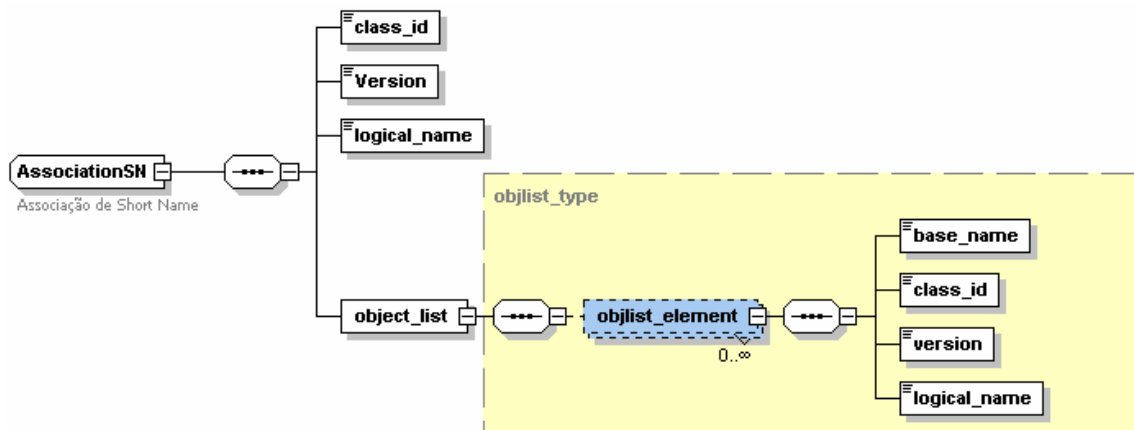 class_id
Version
logical_name
AssociationSN
Associação de Short Name
objlist_type
base_name
class_id
object_list
objlist_element
version
0..∞
logical_name